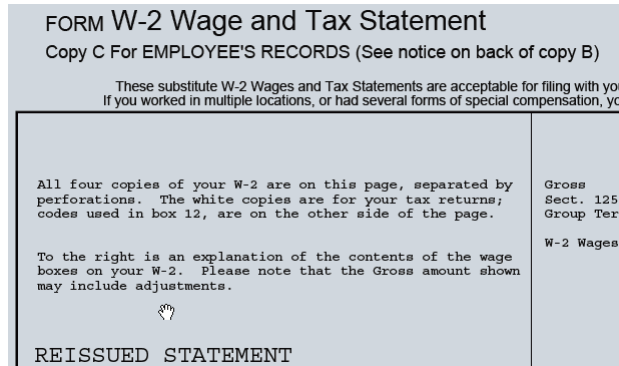 FORM W-2 Wage and Tax Statement
Copy C For EMPLOYEE'S RECORDS (See notice on back of copy B)
These substitute W-2 Wages and Tax Statements are acceptable for filing with
If you worked in multiple locations, or had several forms of special compensation,
All four copies of your W-2 are on this page, separated by
perforations. The white copies are for your tax returns;
codes used in box 12, are on the other side of the page.
To the right is an explanation of the contents of the wage
boxes on your W-2. Please note that the Gross amount shown
may include adjustments.
REISSUED STATEMENT
Gross
Sect. 125
Group
W-2 Wages